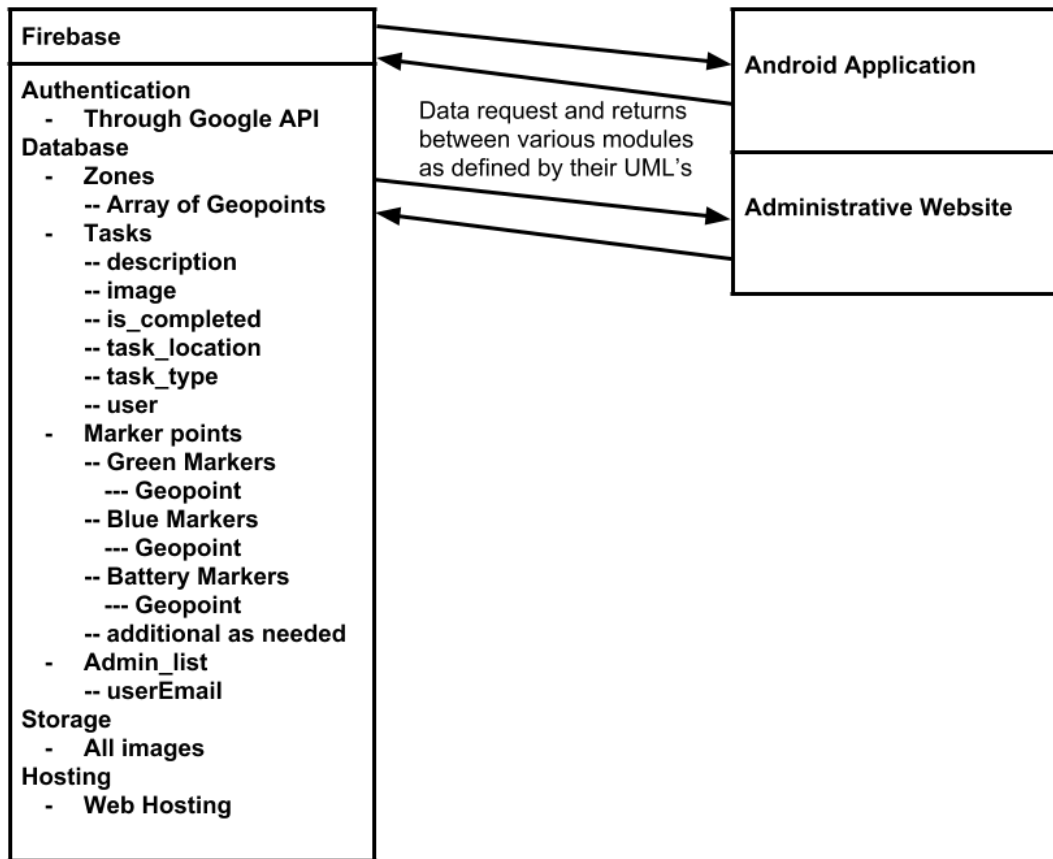 Firebase
Authentication
- Through Google API
Database
- Zones
-- Array of Geopoints
- Tasks
-- description
-- image
-- is_completed
-- task_location
-- task_type
-- user
- Marker points
-- Green Markers
--- Geopoint
-- Blue Markers
--- Geopoint
-- Battery Markers
--- Geopoint
-- additional as needed
- Admin_list
-- userEmail
Storage
- All images
Hosting
- Web Hosting
Data request and returns
between various modules
as defined by their UML's
Android Application
Administrative Website